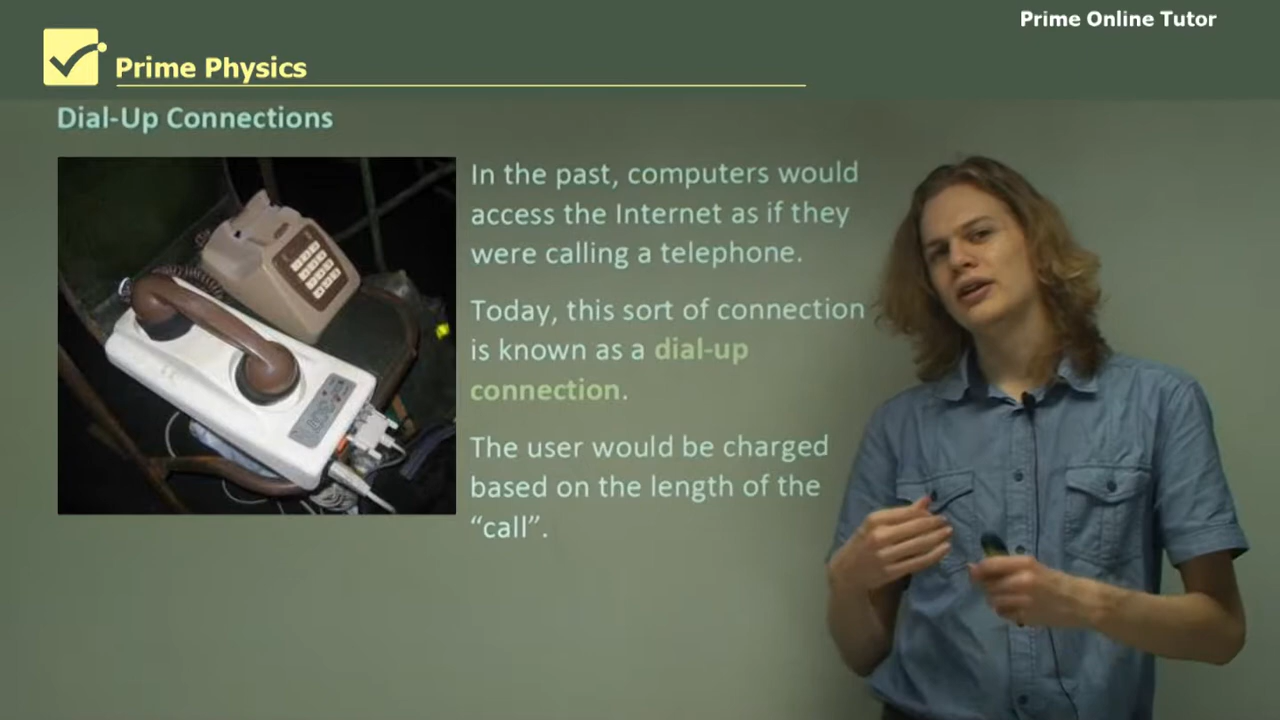 Prime Online Tutor
Prime Physics
Dial-Up Connections
In the past, computers would
access the Internet as if they
were calling a telephone.
Today, this sort of connection
is known as a dial-up
connection.
The user would be charged
based on the length of the
“call”.